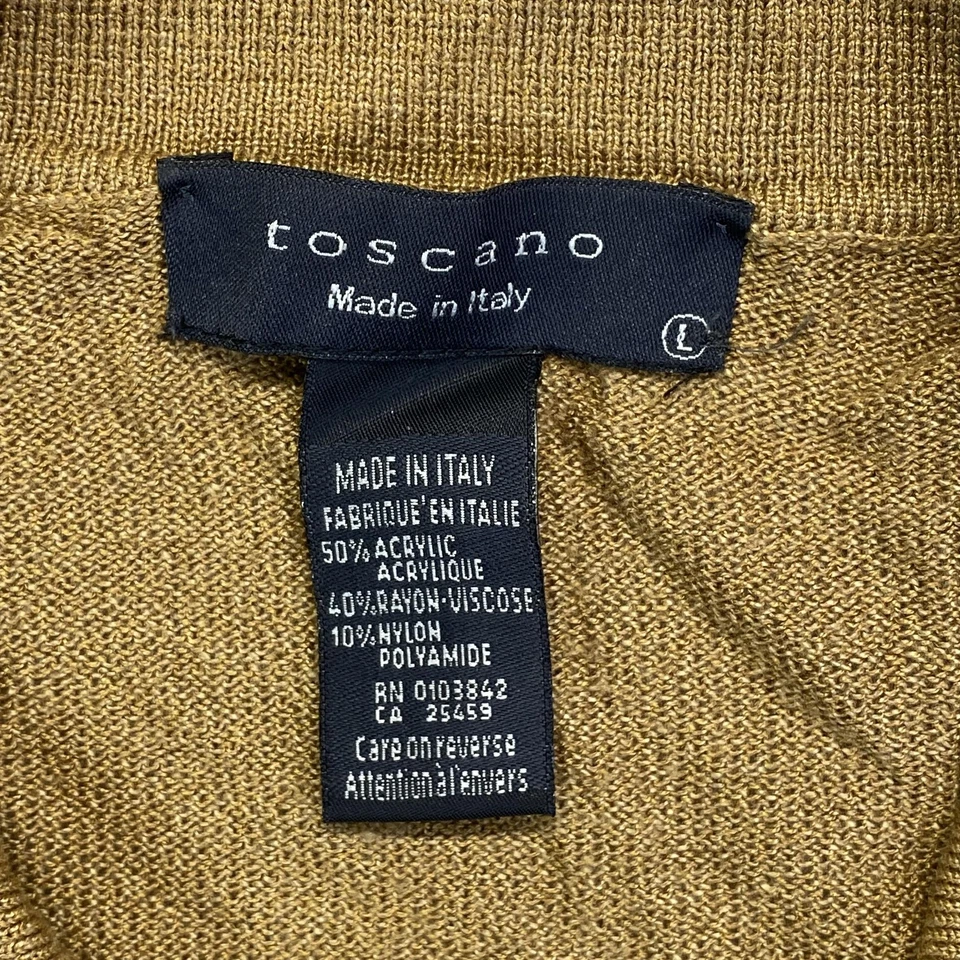 toscano
Made in Italy
L
MADE IN ITALY
FABRIQUE'EN ITALIE
50% ACRYLIC
ACRYLIQUE
40% RAYON-VISCOSE
10% NYLON
POLYAMIDE
RN 0103842
CA 25459
Care on reverse
Attention à l'envers